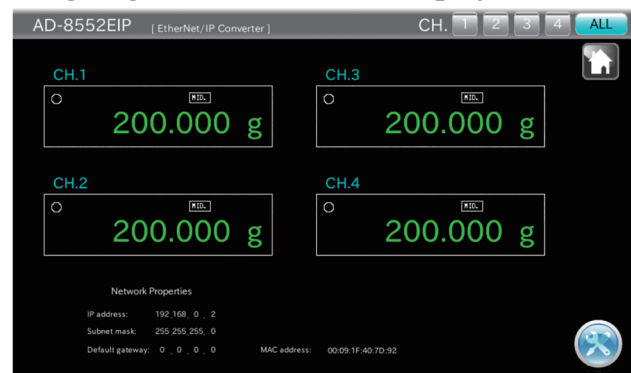 AD-8552EIP [ EtherNet/IP Converter ] CH. 1 2 3 4 ALL
CH.1
MID.
200.000 g
CH.3
MID.
200.000 g
CH.2
MID.
200.000 g
CH.4
MID.
200.000 g
Network Properties
IP address: 192 . 168 . 0 . 2
Subnet mask: 255 . 255 . 255 . 0
Default gateway: 0 . 0 . 0 . 0 MAC address: 00:09:1F:40:7D:92